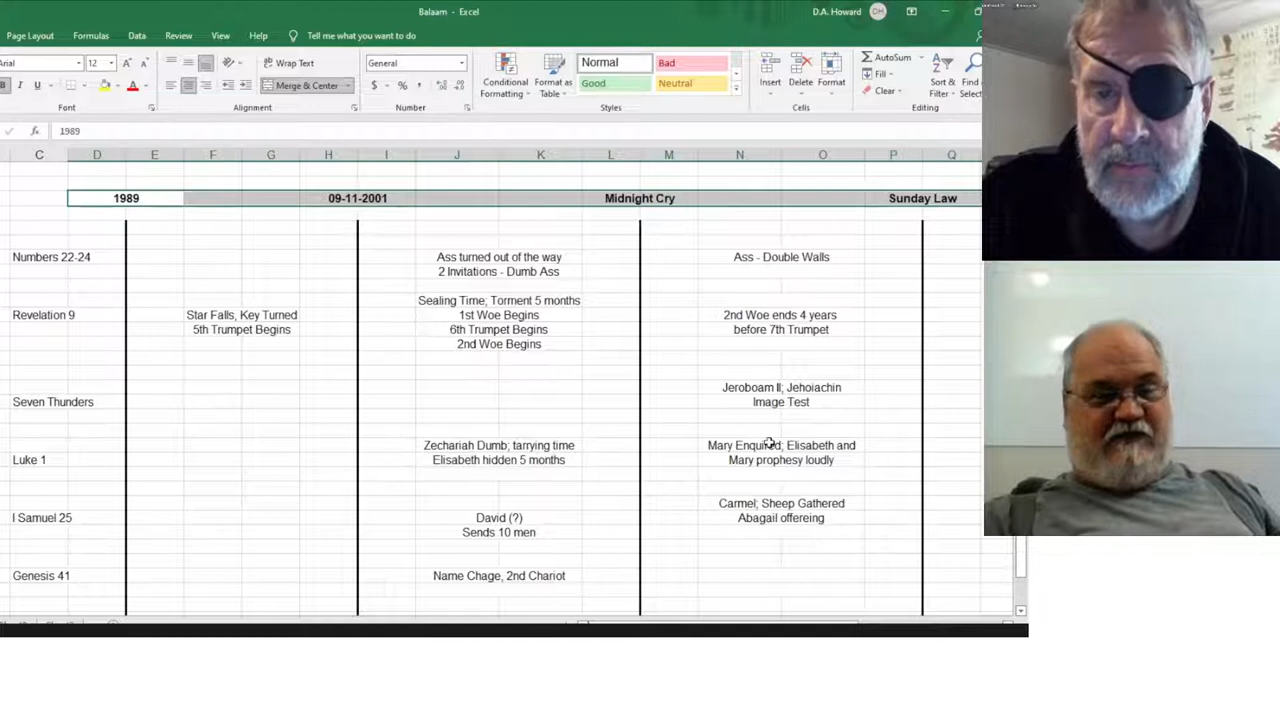 Balaam - Excel
D.A. Howard
DH
Page Layout
Formulas
Data
Review
View
Help
Tell me what you want to do
Arial
12
A
A
Wrap Text
General
Normal
Bad
AutoSum
B
I
U
A
Merge & Center
$
%
Conditional
Formatting
Format as
Table
Good
Neutral
Insert
Delete
Format
Fill
Clear
Sort &
Filter
Find
Selec
Font
Alignment
Number
Styles
Cells
Editing
fx
1989
C D E F G H I J K L M N O P Q
1989
09-11-2001
Midnight Cry
Sunday Law
Numbers 22-24
Ass turned out of the way
2 Invitations - Dumb Ass
Ass - Double Walls
Revelation 9
Star Falls, Key Turned
5th Trumpet Begins
Sealing Time; Torment 5 months
1st Woe Begins
6th Trumpet Begins
2nd Woe Begins
2nd Woe ends 4 years
before 7th Trumpet
Seven Thunders
Jeroboam II; Jehoiachin
Image Test
Luke 1
Zechariah Dumb; tarrying time
Elisabeth hidden 5 months
Mary Enquired; Elisabeth and
Mary prophesy loudly
I Samuel 25
David (?)
Sends 10 men
Carmel; Sheep Gathered
Abagail offereing
Genesis 41
Name Chage, 2nd Chariot